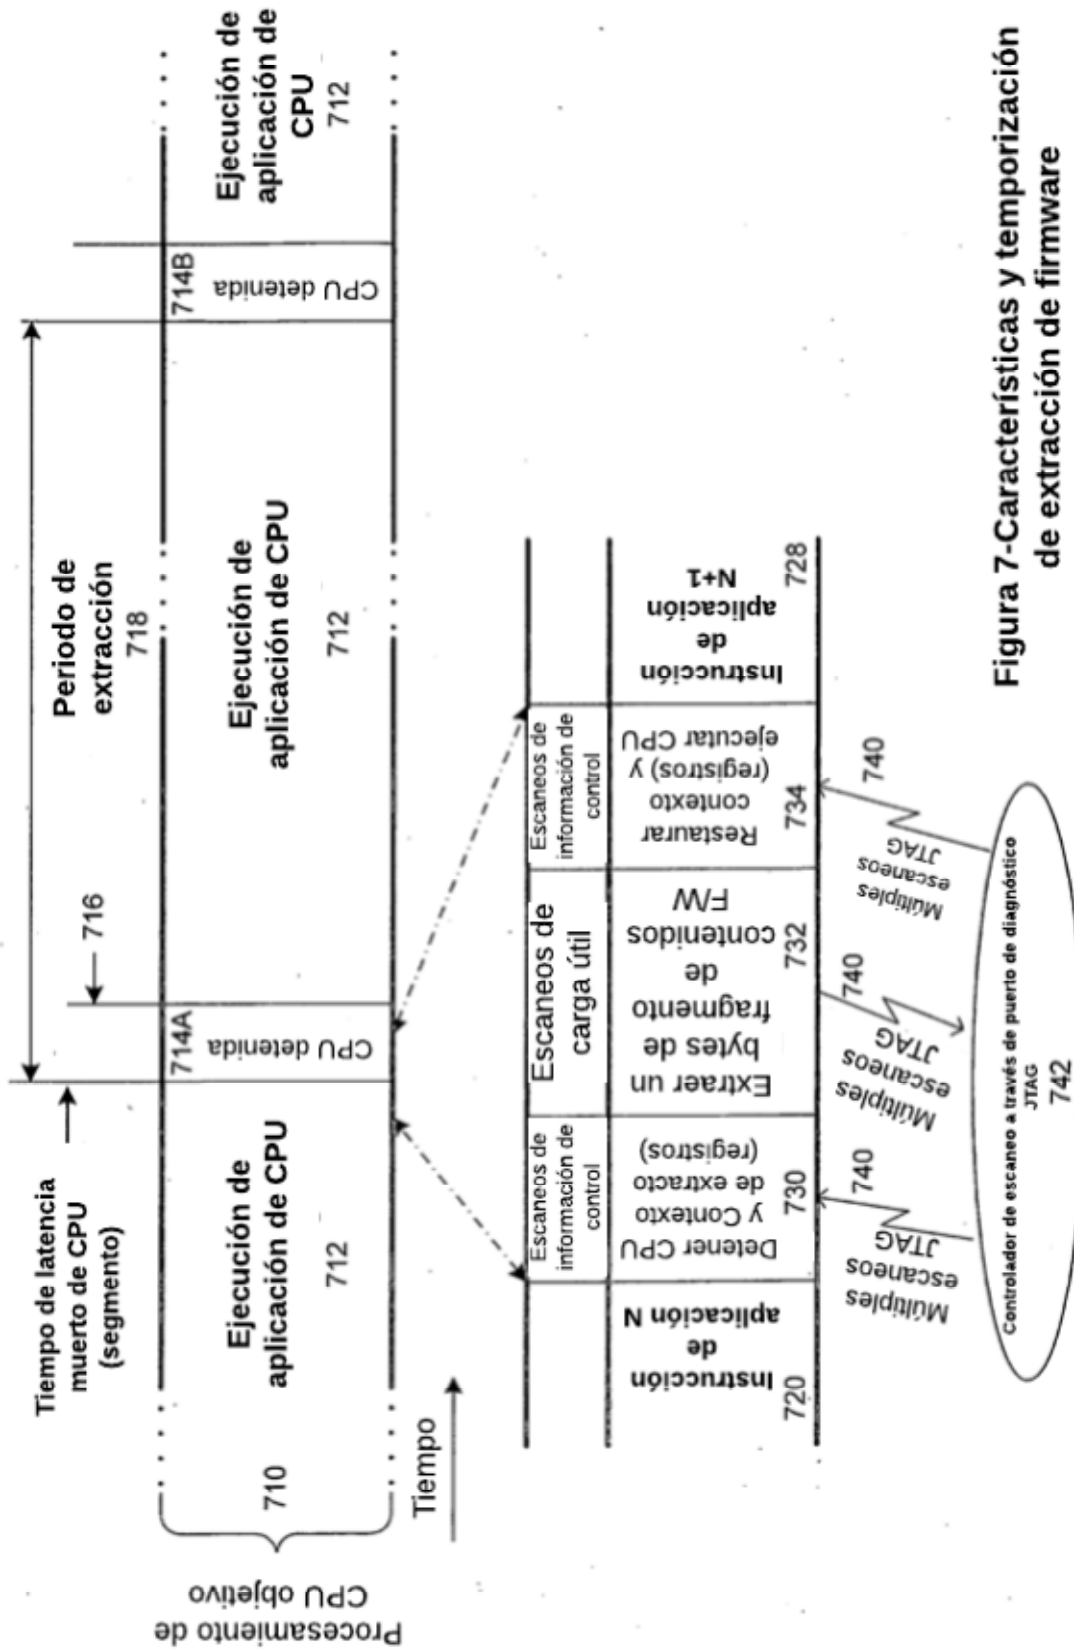 Tiempo de latencia
muerto de CPU
(segmento)
716
Periodo de
extracción
718
Procesamiento de
CPU objetivo
710
Ejecución de
aplicación de CPU
712
714A
CPU detenida
Ejecución de
aplicación de CPU
712
714B
CPU detenida
Ejecución de
aplicación de
CPU
712
Tiempo
Instrucción
de
aplicación N
720
Escaneos de
información de
control
Detener CPU
y Contexto
de extracto
(registros)
730
Escaneos de
carga útil
Extraer un
bytes de
fragmento
de
contenidos
F/W
732
Escaneos de
información de
control
Restaurar
contexto
(registros) y
ejecutar CPU
734
Instrucción
de
aplicación
N+1
728
Múltiples
escaneos
JTAG
740
Múltiples
escaneos
JTAG
740
Múltiples
escaneos
JTAG
740
Controlador de escaneo a través de puerto de diagnóstico
JTAG
742
Figura 7-Características y temporización
de extracción de firmware